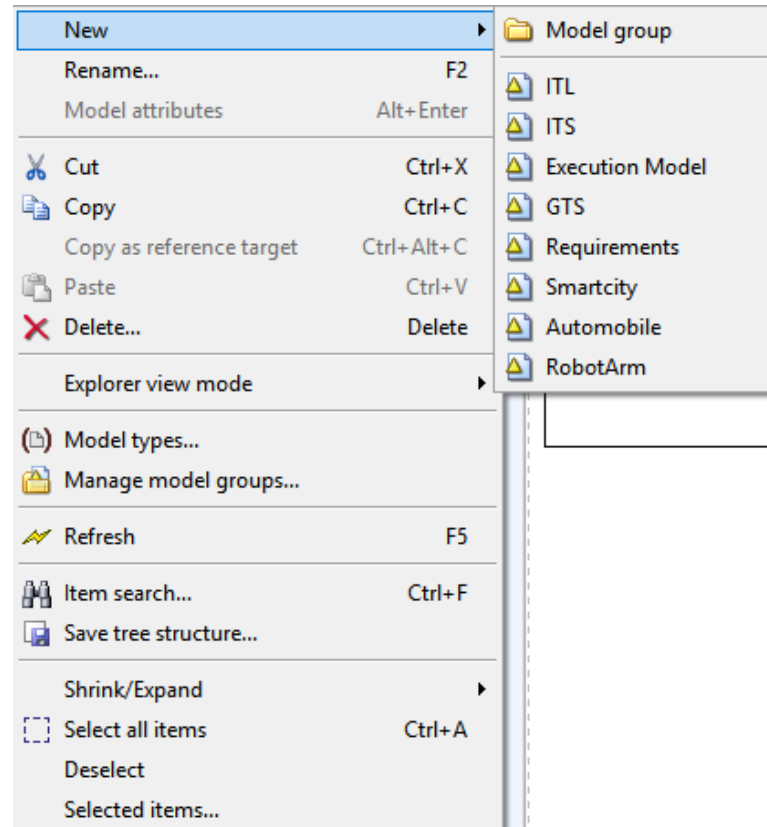 New
Rename... F2
Model attributes Alt+Enter
Cut Ctrl+X
Copy Ctrl+C
Copy as reference target Ctrl+Alt+C
Paste Ctrl+V
Delete... Delete
Explorer view mode
Model types...
Manage model groups...
Refresh F5
Item search... Ctrl+F
Save tree structure...
Shrink/Expand
Select all items Ctrl+A
Deselect
Selected items...
Model group
ITL
ITS
Execution Model
GTS
Requirements
Smartcity
Automobile
RobotArm